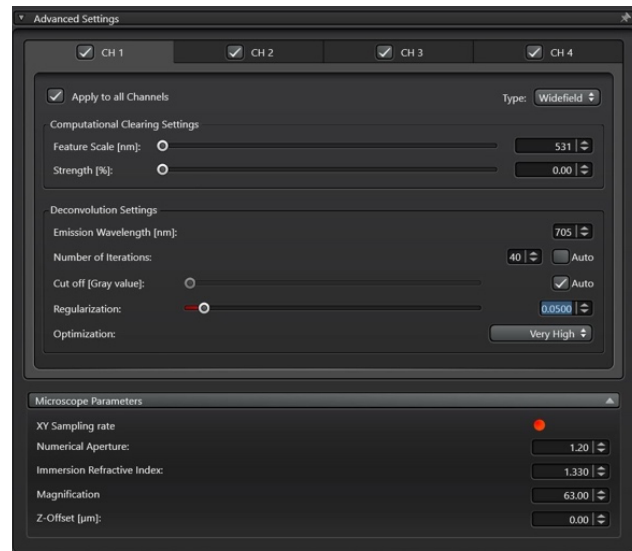 Advanced Settings
CH 1 CH 2 CH 3 CH 4
Apply to all Channels Type: Widefield
Computational Clearing Settings
Feature Scale [nm]: 531
Strength [%]: 0.00
Deconvolution Settings
Emission Wavelength [nm]: 705
Number of Iterations: 40 Auto
Cut off [Gray value]: Auto
Regularization: 0.0500
Optimization: Very High
Microscope Parameters
XY Sampling rate
Numerical Aperture: 1.20
Immersion Refractive Index: 1.330
Magnification 63.00
Z-Offset [µm]: 0.00